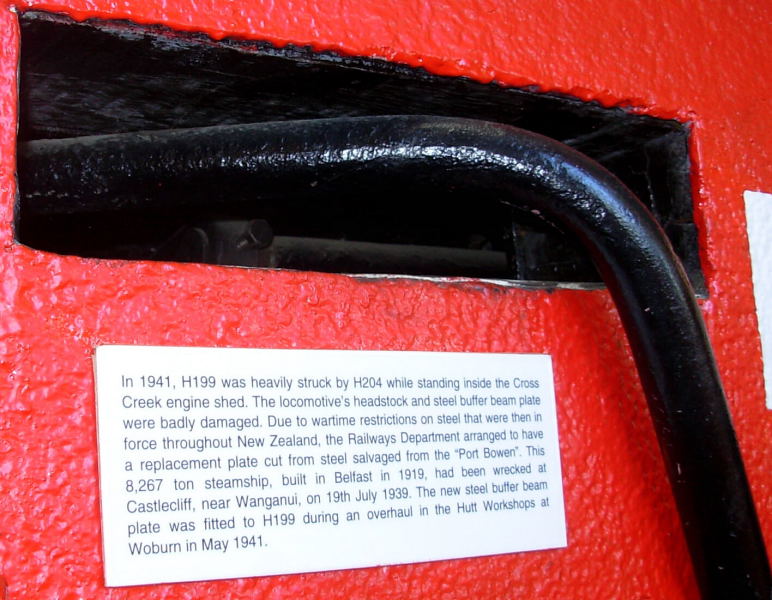 In 1941, H199 was heavily struck by H204 while standing inside the Cross
Creek engine shed. The locomotive's headstock and steel buffer beam plate
were badly damaged. Due to wartime restrictions on steel that were then in
force throughout New Zealand, the Railways Department arranged to have
a replacement plate cut from steel salvaged from the "Port Bowen". This
8,267 ton steamship, built in Belfast in 1919, had been wrecked at
Castlecliff, near Wanganui, on 19th July 1939. The new steel buffer beam
plate was fitted to H199 during an overhaul in the Hutt Workshops at
Woburn in May 1941.